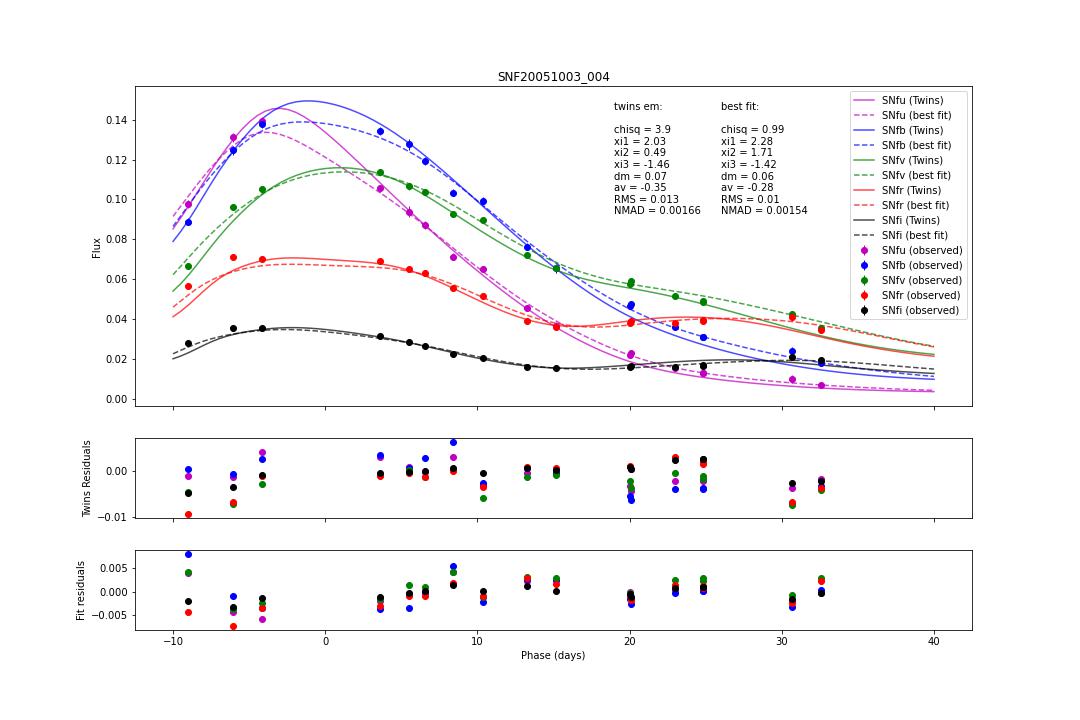 SNF20051003_004
Flux
0.14
0.12
0.10
0.08
0.06
0.04
0.02
0.00
twins em:
chisq = 3.9
xi1 = 2.03
xi2 = 0.49
xi3 = -1.46
dm = 0.07
av = -0.35
RMS = 0.013
NMAD = 0.00166
best fit:
chisq = 0.99
xi1 = 2.28
xi2 = 1.71
xi3 = -1.42
dm = 0.06
av = -0.28
RMS = 0.01
NMAD = 0.00154
SNfu (Twins)
SNfu (best fit)
SNfb (Twins)
SNfb (best fit)
SNfv (Twins)
SNfv (best fit)
SNfr (Twins)
SNfr (best fit)
SNfi (Twins)
SNfi (best fit)
SNfu (observed)
SNfb (observed)
SNfv (observed)
SNfr (observed)
SNfi (observed)
Twins Residuals
0.00
−0.01
Fit residuals
0.005
0.000
−0.005
−10 0 10 20 30 40
Phase (days)